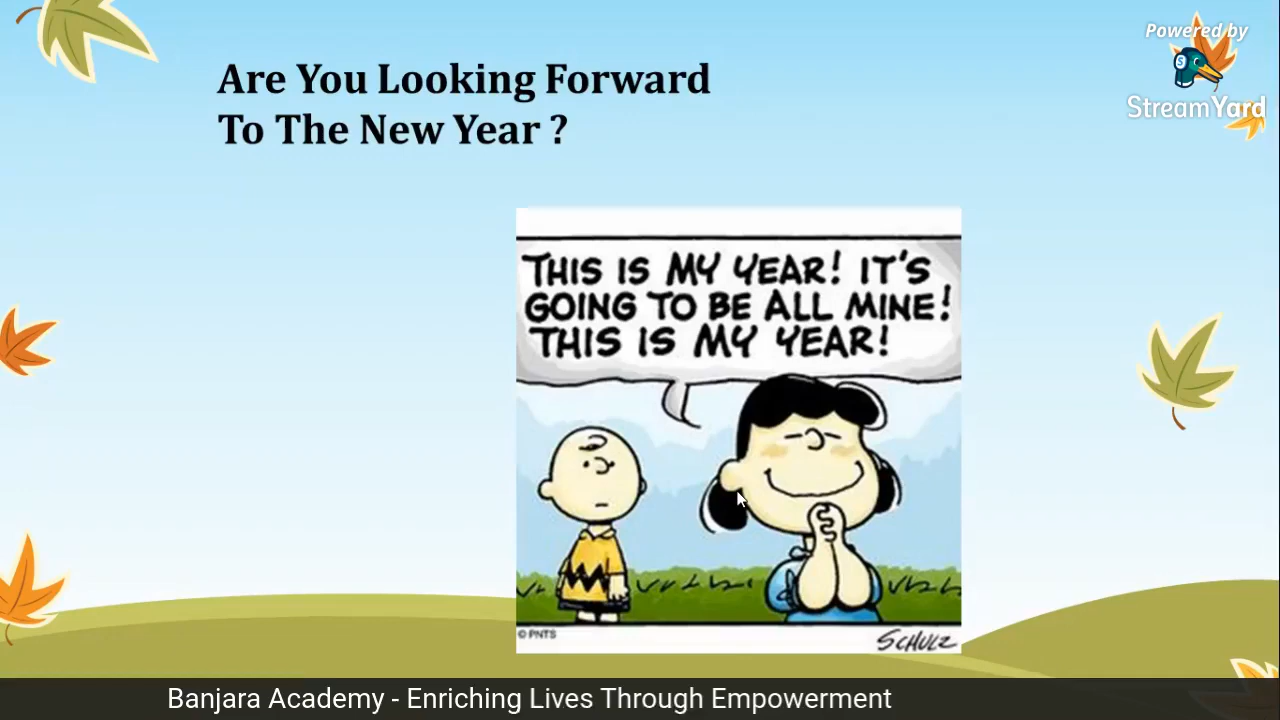 Powered by
StreamYard
Are You Looking Forward
To The New Year ?
THIS IS MY YEAR! IT'S
GOING TO BE ALL MINE!
THIS IS MY YEAR!
© PNTS
SCHULZ
Banjara Academy - Enriching Lives Through Empowerment